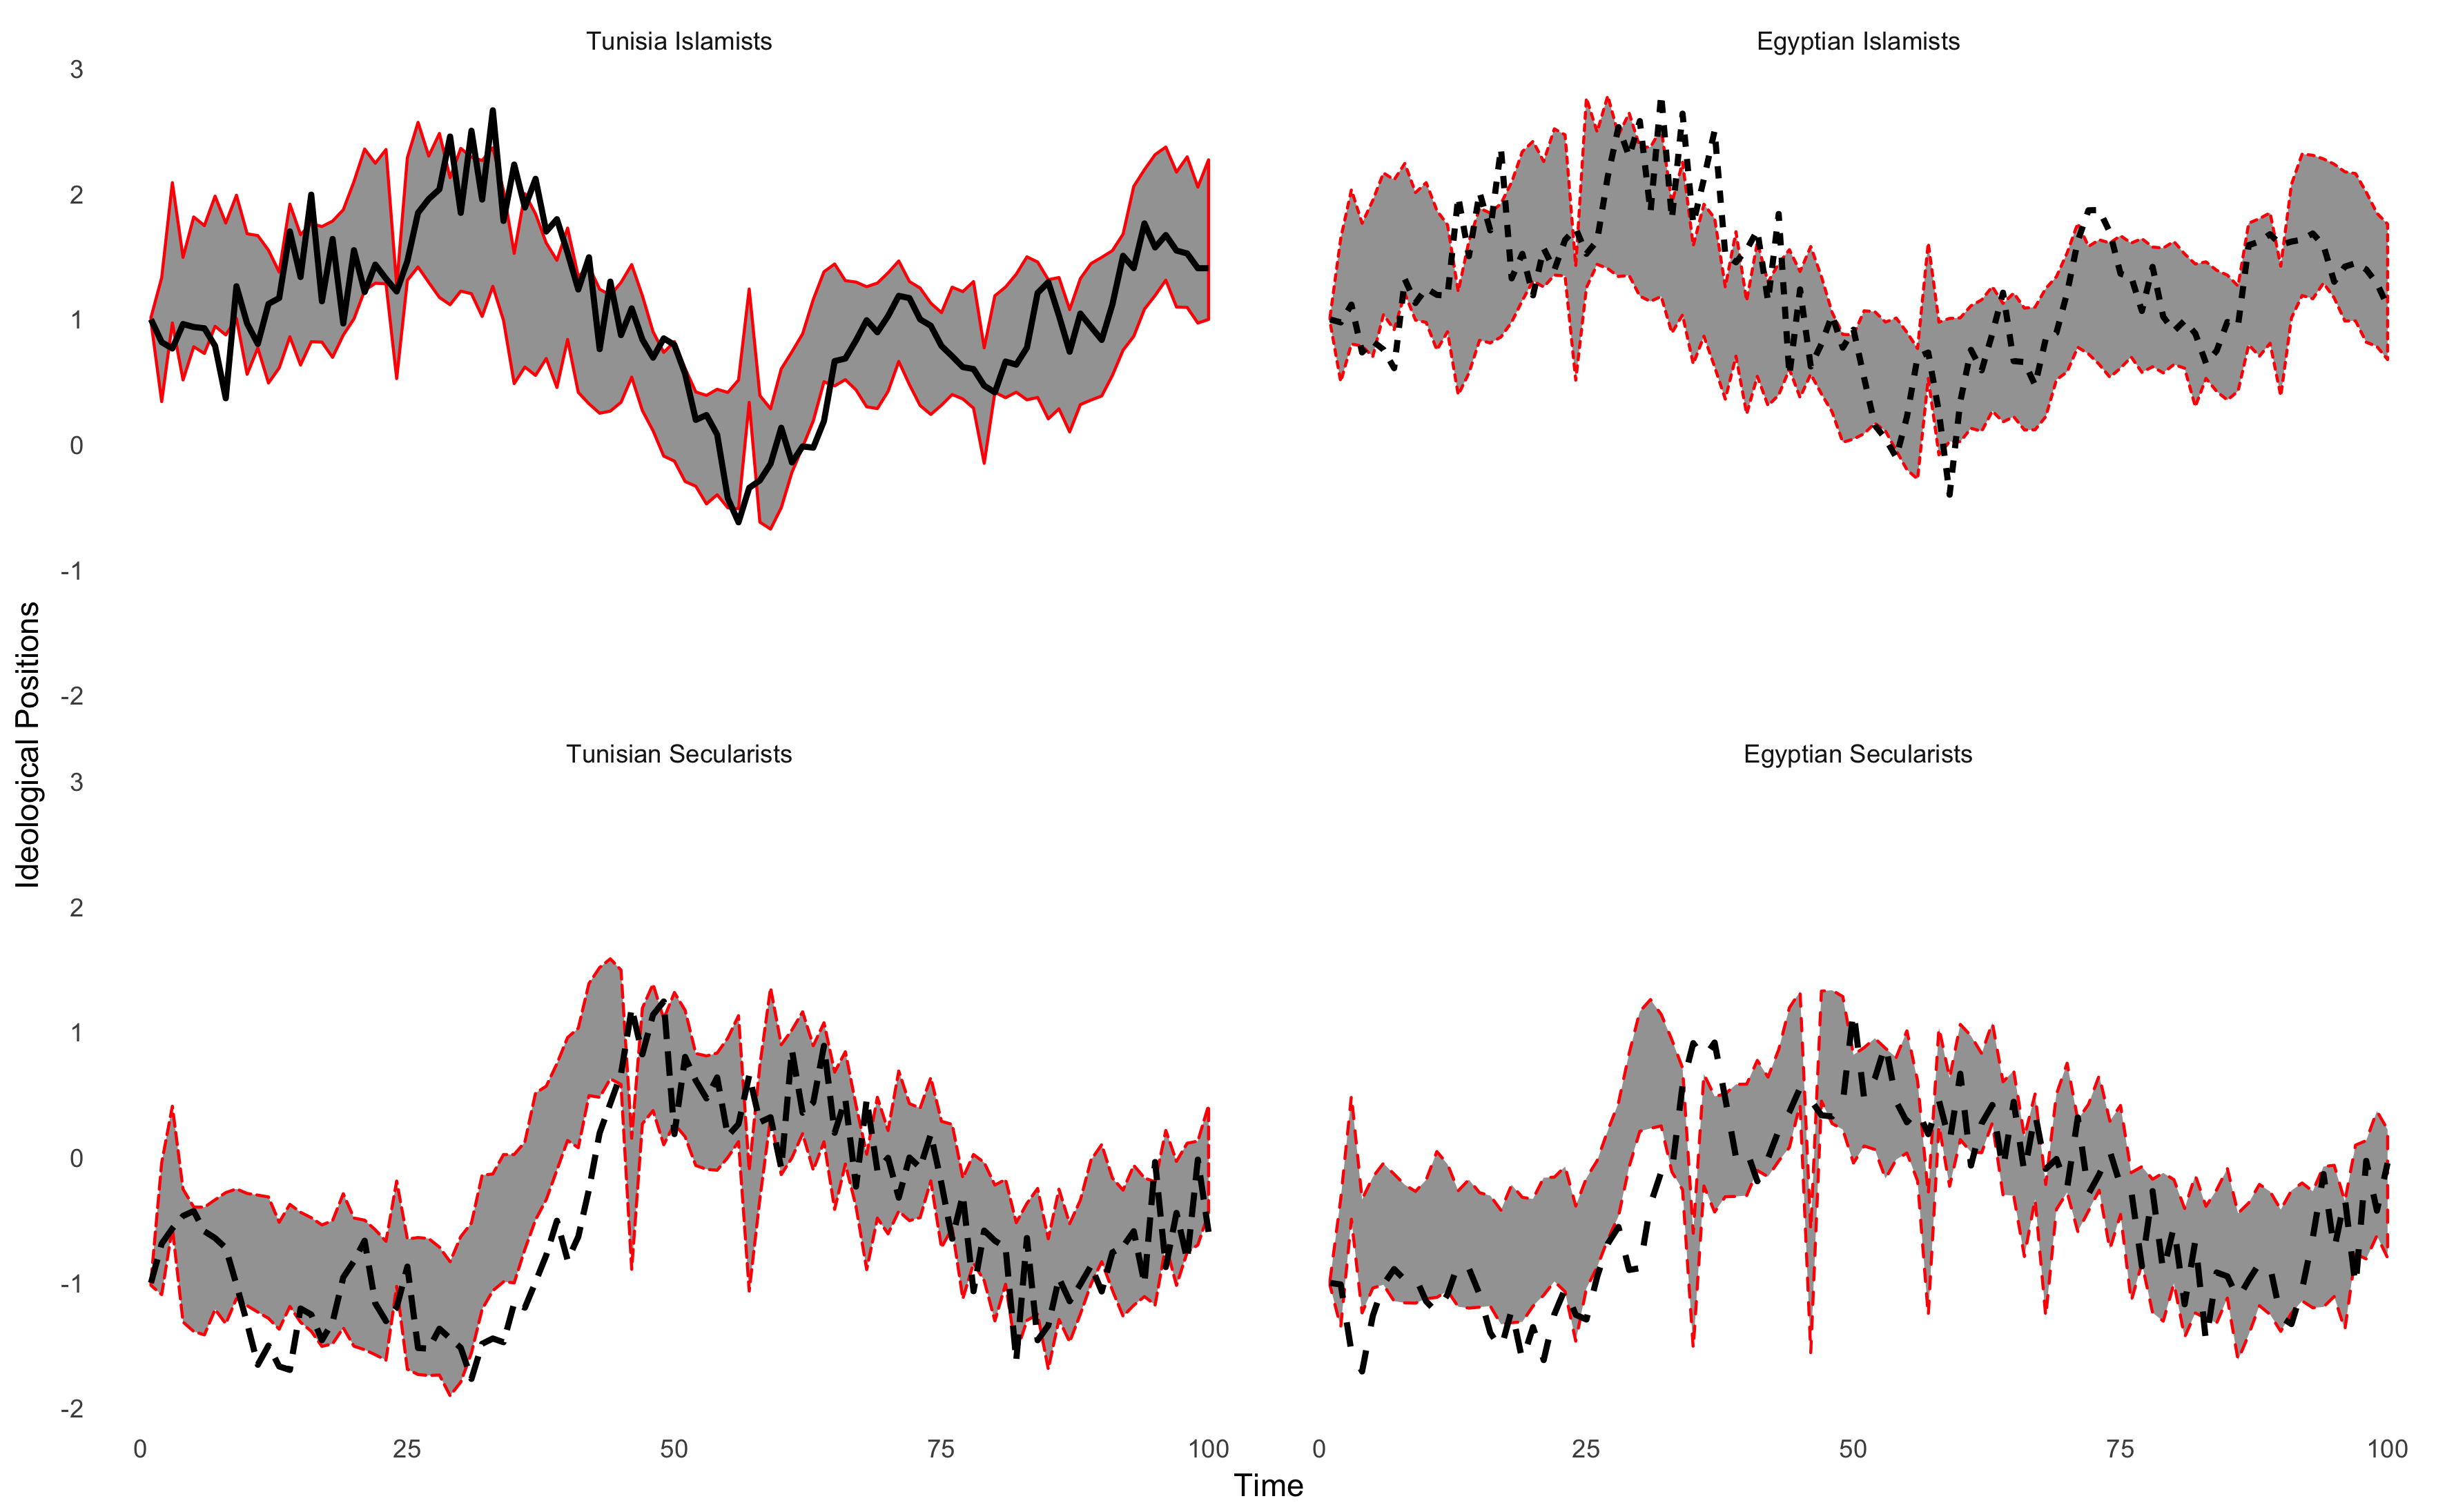 Tunisia Islamists
Egyptian Islamists
3
2
1
0
-1
-2
Ideological Positions
Tunisian Secularists
Egyptian Secularists
3
2
1
0
-1
-2
0 25 50 75 100
0 25 50 75 100
Time